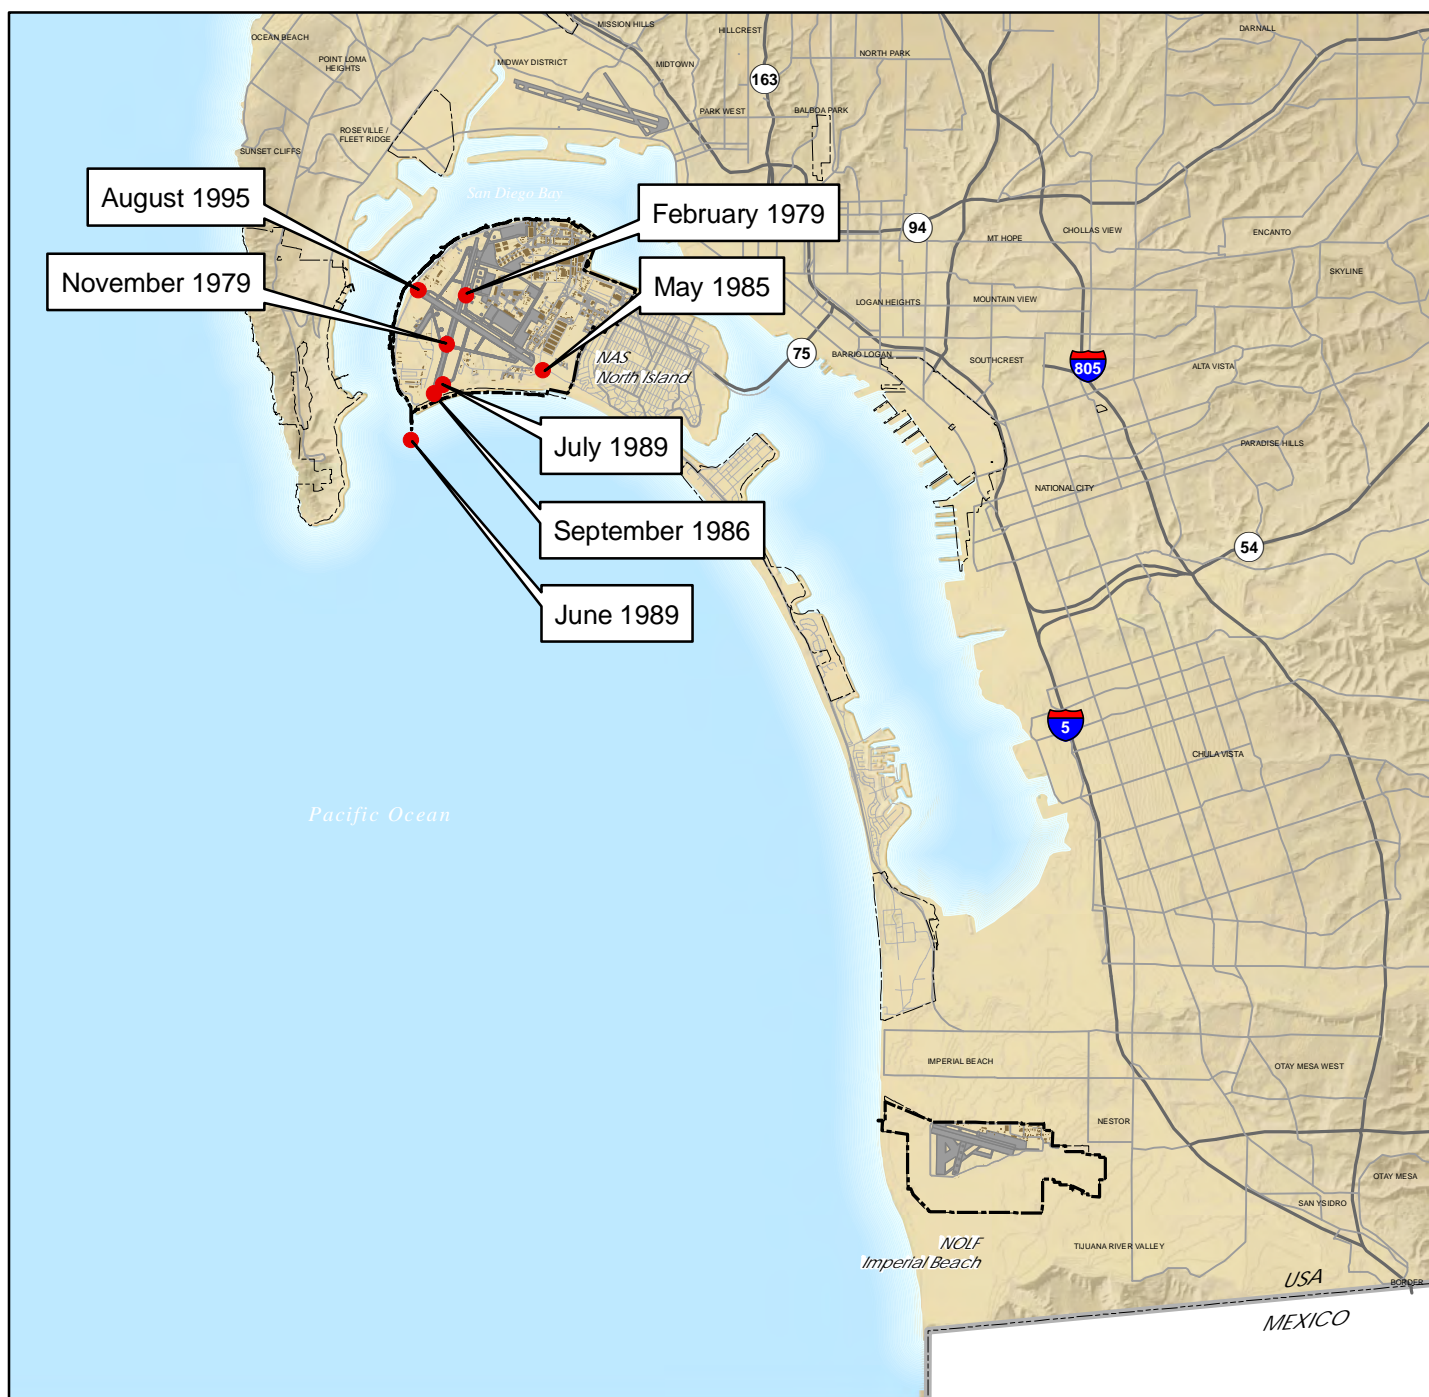 MISSION HILLS
HILLCREST
DARNALL
OCEAN BEACH
NORTH PARK
POINT LOMA
HEIGHTS
MIDWAY DISTRICT
MIDTOWN
163
PARK WEST
BALBOA PARK
ROSEVILLE /
FLEET RIDGE
SUNSET CLIFFS
August 1995
San Diego Bay
February 1979
94
MT HOPE
CHOLLAS VIEW
ENCANTO
November 1979
May 1985
SKYLINE
LOGAN HEIGHTS
MOUNTAIN VIEW
75
BARRIO LOGAN
NAS
North Island
SOUTHCREST
805
ALTA VISTA
July 1989
PARADISE HILLS
NATIONAL CITY
September 1986
54
June 1989
5
CHULA VISTA
Pacific Ocean
IMPERIAL BEACH
OTAY MESA WEST
NESTOR
OTAY MESA
SAN YSIDRO
NOLF
Imperial Beach
TIJUANA RIVER VALLEY
USA
BORDER
MEXICO